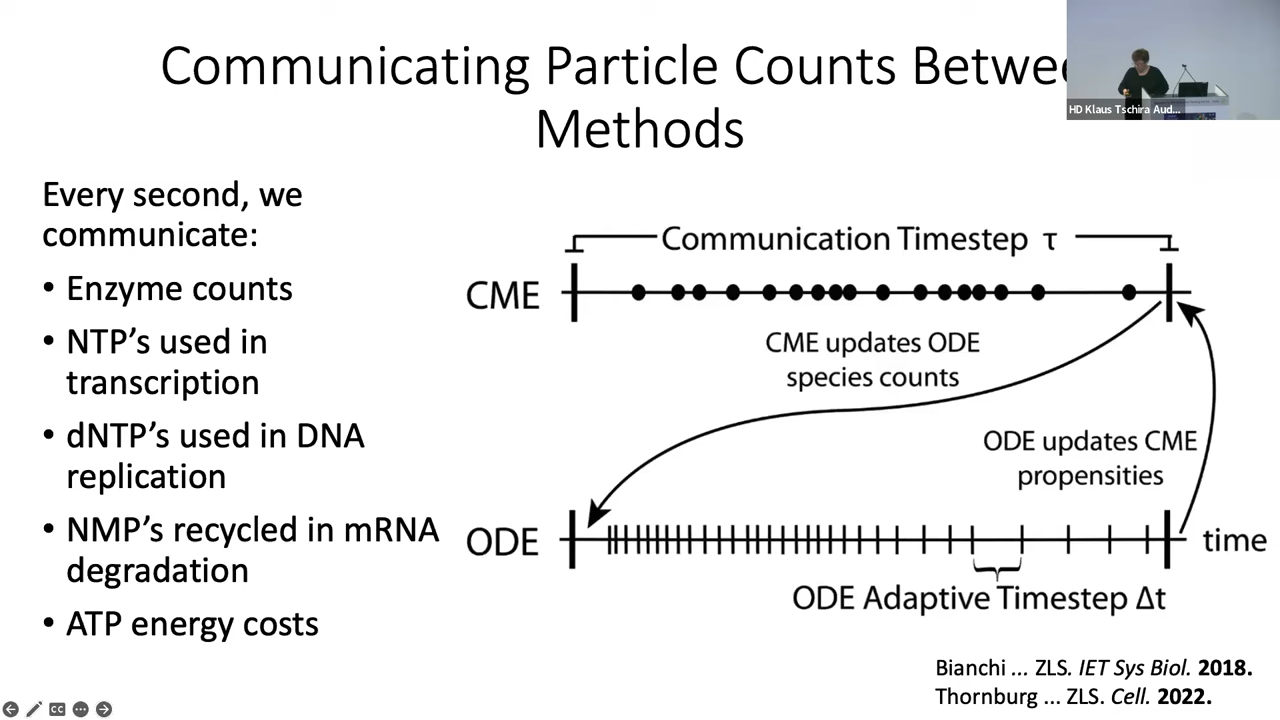 Communicating Particle Counts Betwe
Methods
HD Klaus Tschira Aud...
Every second, we
communicate:
• Enzyme counts
• NTP’s used in
transcription
• dNTP’s used in DNA
replication
• NMP’s recycled in mRNA
degradation
• ATP energy costs
Communication Timestep τ
CME
CME updates ODE
species counts
ODE updates CME
propensities
ODE
time
ODE Adaptive Timestep Δt
Bianchi ... ZLS. IET Sys Biol. 2018.
Thornburg ... ZLS. Cell. 2022.
CC